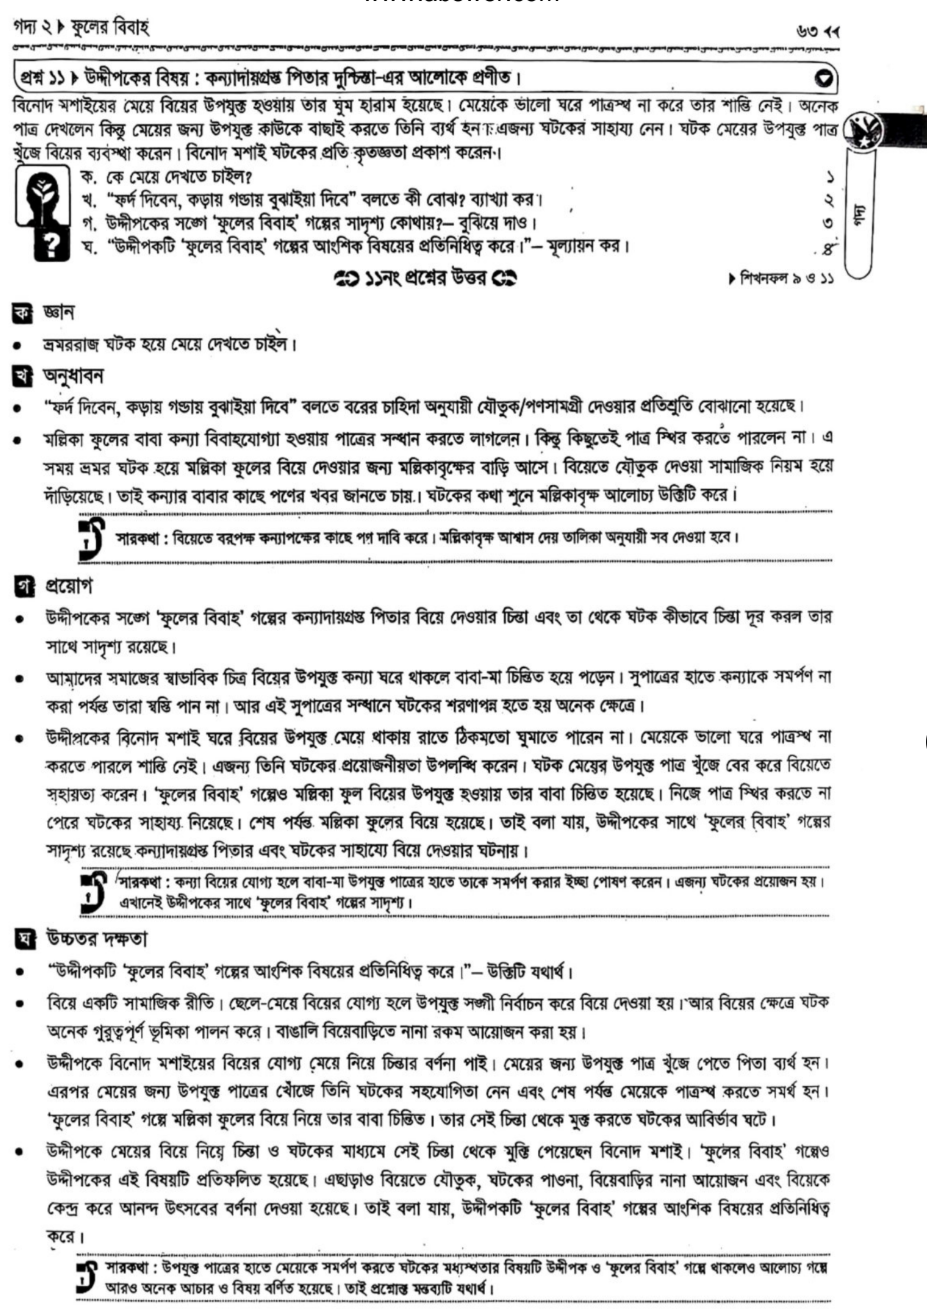 গদ্য ২ ▶ ফুলের বিবাহ
৬৩
প্রশ্ন ১১ ▶ উদ্দীপকের বিষয় : কন্যাদায়গ্রস্ত পিতার দুশ্চিন্তা-এর আলোকে প্রণীত।
বিনোদ মশাইয়ের মেয়ে বিয়ের উপযুক্ত হওয়ায় তার ঘুম হারাম হয়েছে। মেয়েকে ভালো ঘরে পাত্রস্থ না করে তার শান্তি নেই। অনেক
পাত্র দেখলেন কিন্তু মেয়ের জন্য উপযুক্ত কাউকে বাছাই করতে তিনি ব্যর্থ হন। এজন্য ঘটকের সাহায্য নেন। ঘটক মেয়ের উপযুক্ত পাত্র
খুঁজে বিয়ের ব্যবস্থা করেন। বিনোদ মশাই ঘটকের প্রতি কৃতজ্ঞতা প্রকাশ করেন।
ক. কে মেয়ে দেখতে চাইল? ১
খ. “ফর্দ দিবেন, কড়ায় গন্ডায় বুঝাইয়া দিবে” বলতে কী বোঝ? ব্যাখ্যা কর। ২
গ. উদ্দীপকের সঙ্গে ‘ফুলের বিবাহ’ গল্পের সাদৃশ্য কোথায়?– বুঝিয়ে দাও। ৩
ঘ. “উদ্দীপকটি ‘ফুলের বিবাহ’ গল্পের আংশিক বিষয়ের প্রতিনিধিত্ব করে।”– মূল্যায়ন কর। ৪
গদ্য
১১নং প্রশ্নের উত্তর
▶ শিখনফল ৯ ও ১১
ক জ্ঞান
• ভ্রমররাজ ঘটক হয়ে মেয়ে দেখতে চাইল।
খ অনুধাবন
• “ফর্দ দিবেন, কড়ায় গন্ডায় বুঝাইয়া দিবে” বলতে বরের চাহিদা অনুযায়ী যৌতুক/পণসামগ্রী দেওয়ার প্রতিশ্রুতি বোঝানো হয়েছে।
• মল্লিকা ফুলের বাবা কন্যা বিবাহযোগ্যা হওয়ায় পাত্রের সন্ধান করতে লাগলেন। কিন্তু কিছুতেই পাত্র স্থির করতে পারলেন না। এ
সময় ভ্রমর ঘটক হয়ে মল্লিকা ফুলের বিয়ে দেওয়ার জন্য মল্লিকাবৃক্ষের বাড়ি আসে। বিয়েতে যৌতুক দেওয়া সামাজিক নিয়ম হয়ে
দাঁড়িয়েছে। তাই কন্যার বাবার কাছে পণের খবর জানতে চায়। ঘটকের কথা শুনে মল্লিকাবৃক্ষ আলোচ্য উক্তিটি করে।
সারকথা : বিয়েতে বরপক্ষ কন্যাপক্ষের কাছে পণ দাবি করে। মল্লিকাবৃক্ষ আশ্বাস দেয় তালিকা অনুযায়ী সব দেওয়া হবে।
গ প্রয়োগ
• উদ্দীপকের সঙ্গে ‘ফুলের বিবাহ’ গল্পের কন্যাদায়গ্রস্ত পিতার বিয়ে দেওয়ার চিন্তা এবং তা থেকে ঘটক কীভাবে চিন্তা দূর করল তার
সাথে সাদৃশ্য রয়েছে।
• আমাদের সমাজের স্বাভাবিক চিত্র বিয়ের উপযুক্ত কন্যা ঘরে থাকলে বাবা-মা চিন্তিত হয়ে পড়েন। সুপাত্রের হাতে কন্যাকে সমর্পণ না
করা পর্যন্ত তারা স্বস্তি পান না। আর এই সুপাত্রের সন্ধানে ঘটকের শরণাপন্ন হতে হয় অনেক ক্ষেত্রে।
• উদ্দীপকের বিনোদ মশাই ঘরে বিয়ের উপযুক্ত মেয়ে থাকায় রাতে ঠিকমতো ঘুমাতে পারেন না। মেয়েকে ভালো ঘরে পাত্রস্থ না
করতে পারলে শান্তি নেই। এজন্য তিনি ঘটকের প্রয়োজনীয়তা উপলব্ধি করেন। ঘটক মেয়ের উপযুক্ত পাত্র খুঁজে বের করে বিয়েতে
সহায়তা করেন। ‘ফুলের বিবাহ’ গল্পেও মল্লিকা ফুল বিয়ের উপযুক্ত হওয়ায় তার বাবা চিন্তিত হয়েছে। নিজে পাত্র স্থির করতে না
পেরে ঘটকের সাহায্য নিয়েছে। শেষ পর্যন্ত মল্লিকা ফুলের বিয়ে হয়েছে। তাই বলা যায়, উদ্দীপকের সাথে ‘ফুলের বিবাহ’ গল্পের
সাদৃশ্য রয়েছে কন্যাদায়গ্রস্ত পিতার এবং ঘটকের সাহায্যে বিয়ে দেওয়ার ঘটনায়।
সারকথা : কন্যা বিয়ের যোগ্য হলে বাবা-মা উপযুক্ত পাত্রের হাতে তাকে সমর্পণ করার ইচ্ছা পোষণ করেন। এজন্য ঘটকের প্রয়োজন হয়।
এখানেই উদ্দীপকের সাথে ‘ফুলের বিবাহ’ গল্পের সাদৃশ্য।
ঘ উচ্চতর দক্ষতা
• “উদ্দীপকটি ‘ফুলের বিবাহ’ গল্পের আংশিক বিষয়ের প্রতিনিধিত্ব করে।”– উক্তিটি যথার্থ।
• বিয়ে একটি সামাজিক রীতি। ছেলে-মেয়ে বিয়ের যোগ্য হলে উপযুক্ত সঙ্গী নির্বাচন করে বিয়ে দেওয়া হয়। আর বিয়ের ক্ষেত্রে ঘটক
অনেক গুরুত্বপূর্ণ ভূমিকা পালন করে। বাঙালি বিয়েবাড়িতে নানা রকম আয়োজন করা হয়।
• উদ্দীপকে বিনোদ মশাইয়ের বিয়ের যোগ্য মেয়ে নিয়ে চিন্তার বর্ণনা পাই। মেয়ের জন্য উপযুক্ত পাত্র খুঁজে পেতে পিতা ব্যর্থ হন।
এরপর মেয়ের জন্য উপযুক্ত পাত্রের খোঁজে তিনি ঘটকের সহযোগিতা নেন এবং শেষ পর্যন্ত মেয়েকে পাত্রস্থ করতে সমর্থ হন।
‘ফুলের বিবাহ’ গল্পে মল্লিকা ফুলের বিয়ে নিয়ে তার বাবা চিন্তিত। তার সেই চিন্তা থেকে মুক্ত করতে ঘটকের আবির্ভাব ঘটে।
• উদ্দীপকে মেয়ের বিয়ে নিয়ে চিন্তা ও ঘটকের মাধ্যমে সেই চিন্তা থেকে মুক্তি পেয়েছেন বিনোদ মশাই। ‘ফুলের বিবাহ’ গল্পেও
উদ্দীপকের এই বিষয়টি প্রতিফলিত হয়েছে। এছাড়াও বিয়েতে যৌতুক, ঘটকের পাওনা, বিয়েবাড়ির নানা আয়োজন এবং বিয়েকে
কেন্দ্র করে আনন্দ উৎসবের বর্ণনা দেওয়া হয়েছে। তাই বলা যায়, উদ্দীপকটি ‘ফুলের বিবাহ’ গল্পের আংশিক বিষয়ের প্রতিনিধিত্ব
করে।
সারকথা : উপযুক্ত পাত্রের হাতে মেয়েকে সমর্পণ করতে ঘটকের মধ্যস্থতার বিষয়টি উদ্দীপক ও ‘ফুলের বিবাহ’ গল্পে থাকলেও আলোচ্য গল্পে
আরও অনেক আচার ও বিষয় বর্ণিত হয়েছে। তাই প্রশ্নোক্ত মন্তব্যটি যথার্থ।